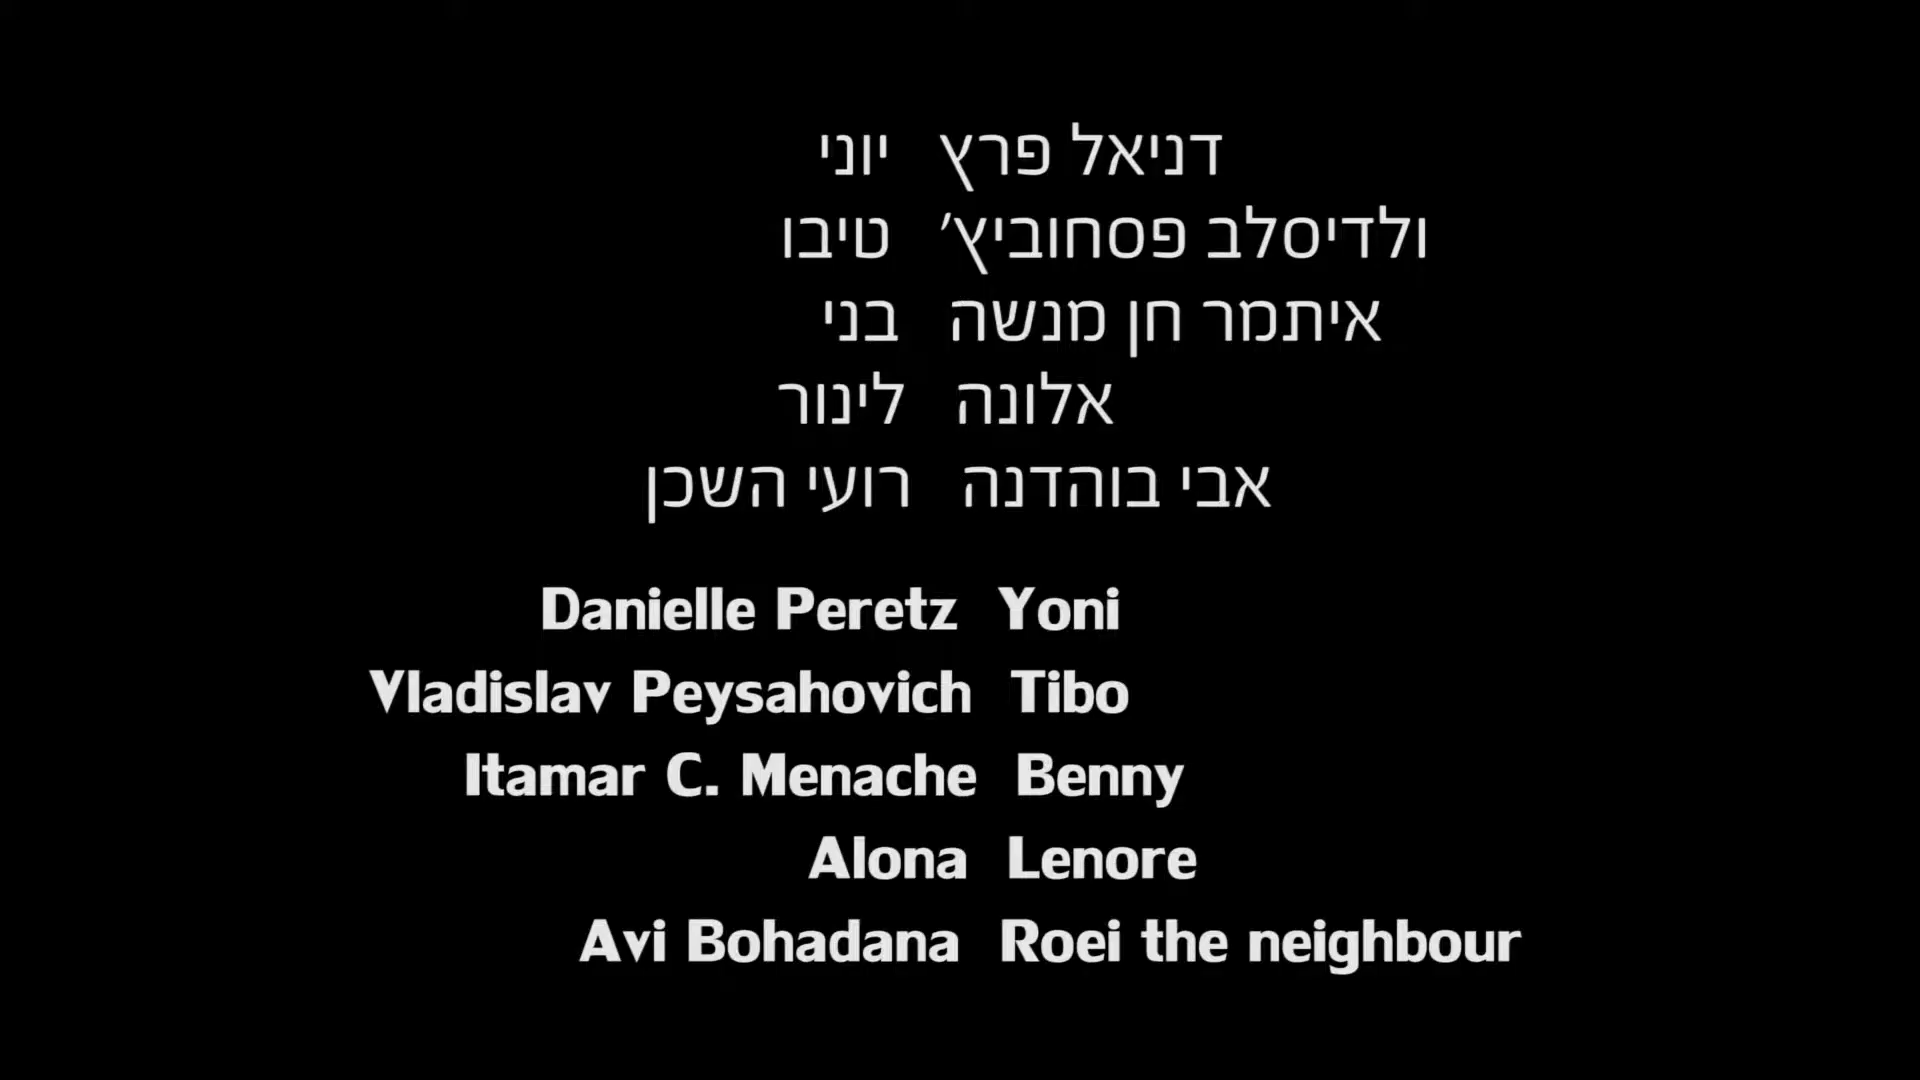 דניאל פרץ יוני
ולדיסלב פסחוביץ' טיבו
איתמר חן מנשה בני
אלונה לינור
אבי בוהדנה רועי השכן
Danielle Peretz Yoni
Vladislav Peysahovich Tibo
Itamar C. Menache Benny
Alona Lenore
Avi Bohadana Roei the neighbour